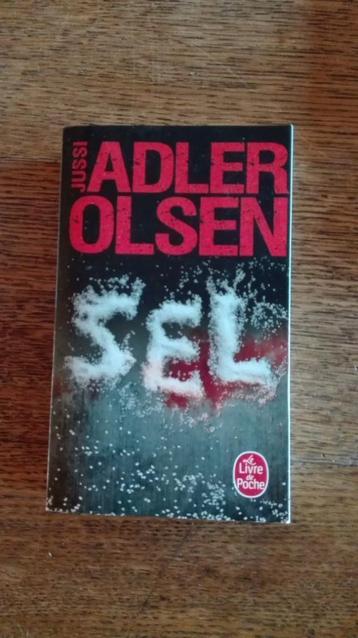 JUSSI
ADLER
OLSEN
SEL
Le
Livre
de
Poche